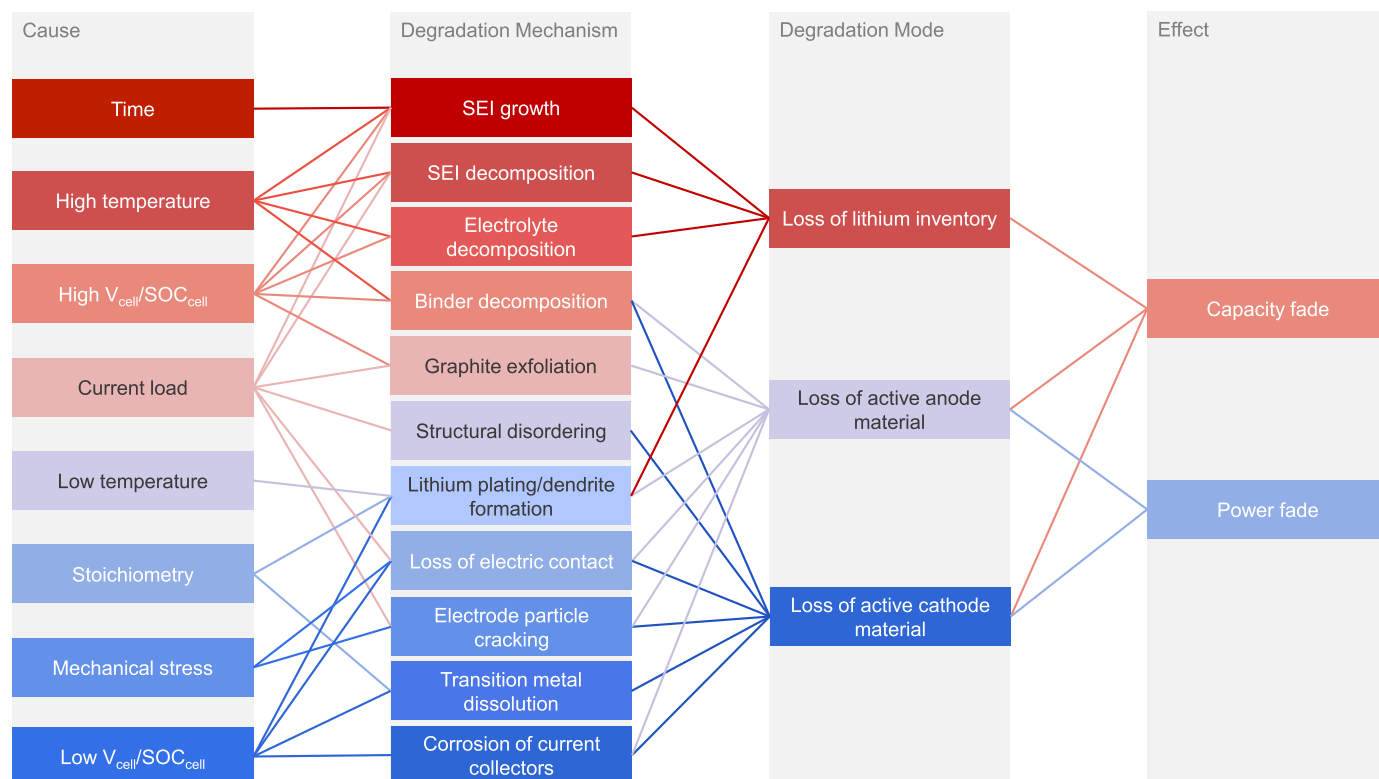 Cause
Time
High temperature
High Vcell/SOCcell
Current load
Low temperature
Stoichiometry
Mechanical stress
Low Vcell/SOCcell
Degradation Mechanism
SEI growth
SEI decomposition
Electrolyte
decomposition
Binder decomposition
Graphite exfoliation
Structural disordering
Lithium plating/dendrite
formation
Loss of electric contact
Electrode particle
cracking
Transition metal
dissolution
Corrosion of current
collectors
Degradation Mode
Loss of lithium inventory
Loss of active anode
material
Loss of active cathode
material
Effect
Capacity fade
Power fade